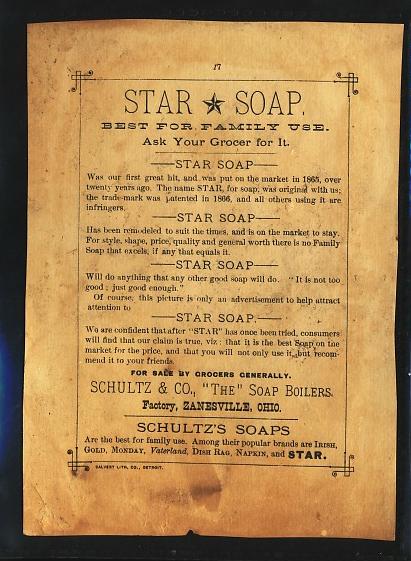 17
STAR ★ SOAP.
BEST FOR FAMILY USE.
Ask Your Grocer for It.
—STAR SOAP—
Was our first great hit, and was put on the market in 1865, over
twenty years ago. The name STAR, for soap, was original with us;
the trade-mark was patented in 1866, and all others using it are
infringers.
—STAR SOAP—
Has been remodeled to suit the times, and is on the market to stay.
For style, shape, price, quality and general worth there is no Family
Soap that excels, if any that equals it.
—STAR SOAP—
Will do anything that any other good soap will do. "It is not too
good; just good enough."
Of course, this picture is only an advertisement to help attract
attention to
—STAR SOAP.—
We are confident that after "STAR" has once been tried, consumers
will find that our claim is true, viz: that it is the best Soap on the
market for the price, and that you will not only use it, but recom-
mend it to your friends.
FOR SALE BY GROCERS GENERALLY.
SCHULTZ & CO., "THE" SOAP BOILERS.
Factory, ZANESVILLE, OHIO.
SCHULTZ'S SOAPS
Are the best for family use. Among their popular brands are IRISH,
GOLD, MONDAY, Vaterland, DISH RAG, NAPKIN, and STAR.
CALVERT LITH. CO., DETROIT.